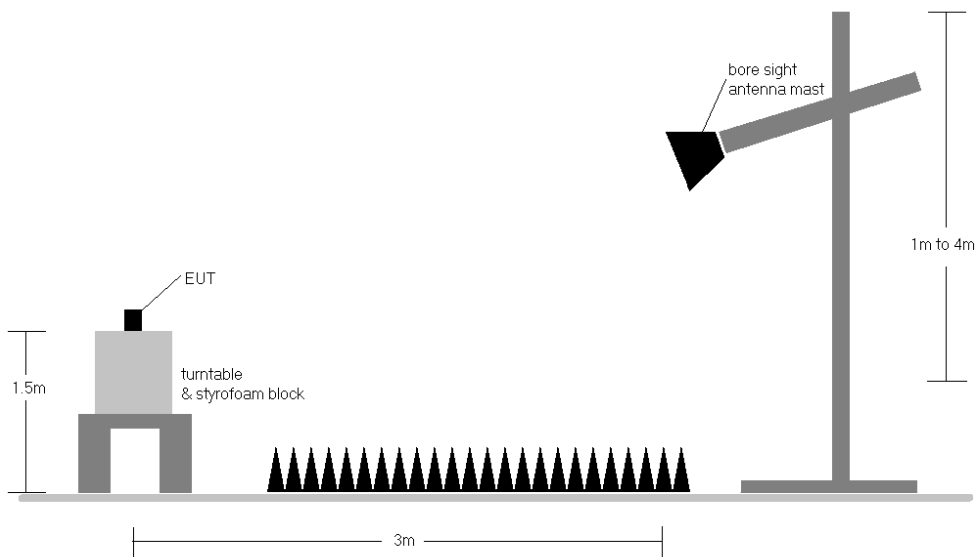 bore sight
antenna mast
1m to 4m
EUT
1.5m
turntable
& styrofoam block
3m